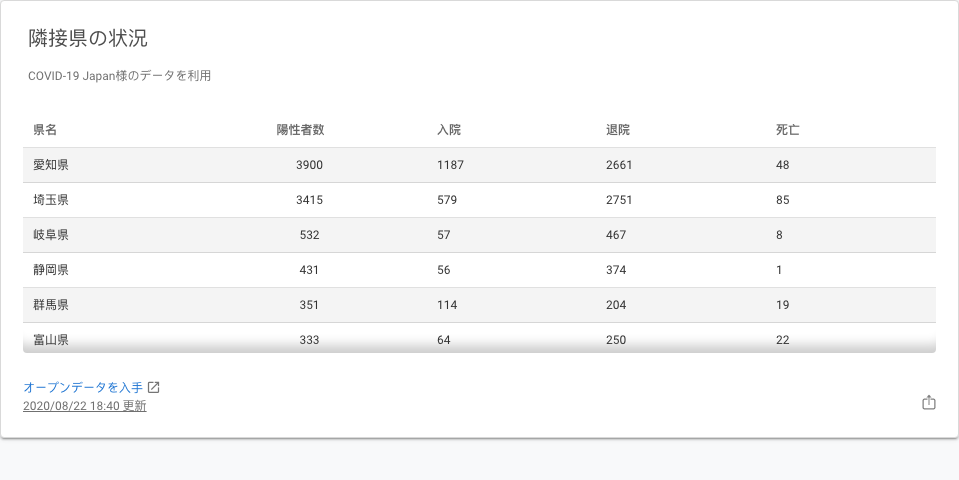 隣接県の状況
COVID-19 Japan様のデータを利用
県名 陽性者数 入院 退院 死亡
愛知県 3900 1187 2661 48
埼玉県 3415 579 2751 85
岐阜県 532 57 467 8
静岡県 431 56 374 1
群馬県 351 114 204 19
富山県 333 64 250 22
オープンデータを入手
2020/08/22 18:40 更新